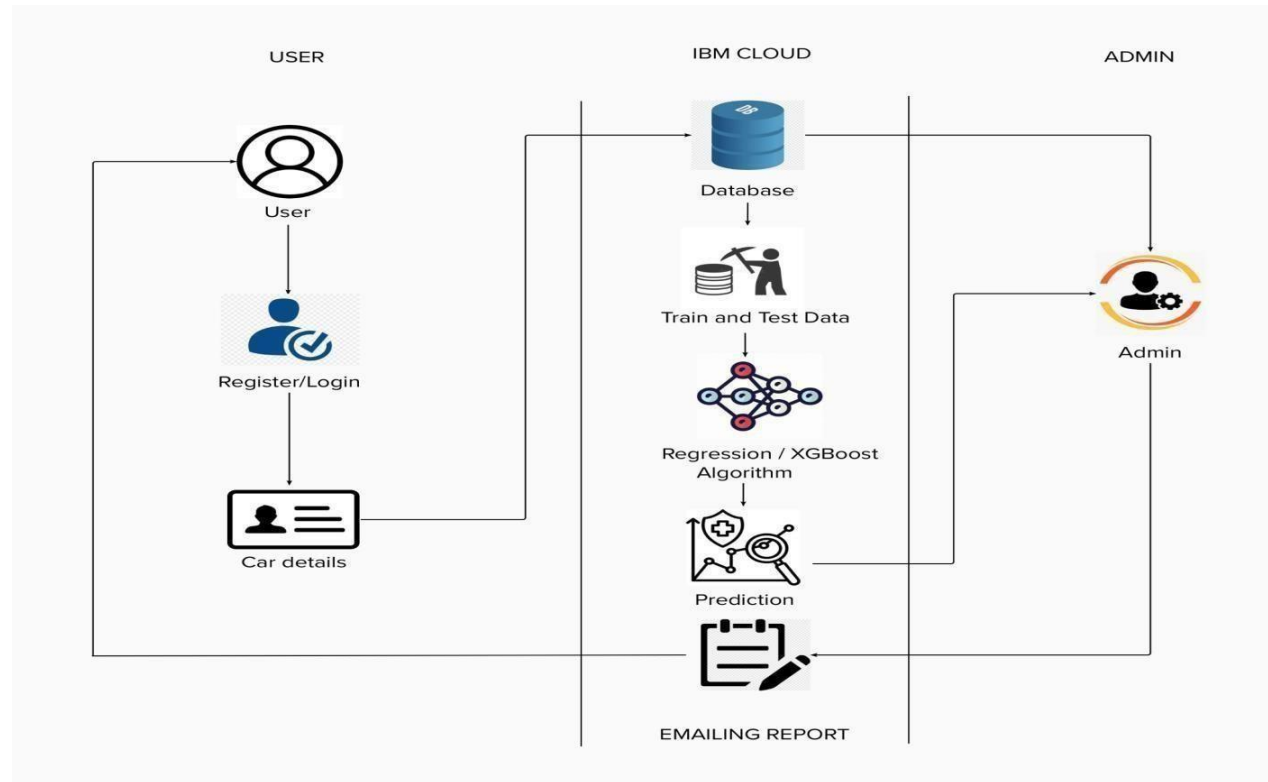 USER
IBM CLOUD
ADMIN
DB
Database
User
Train and Test Data
Admin
Register/Login
Regression / XGBoost
Algorithm
Car details
Prediction
EMAILING REPORT